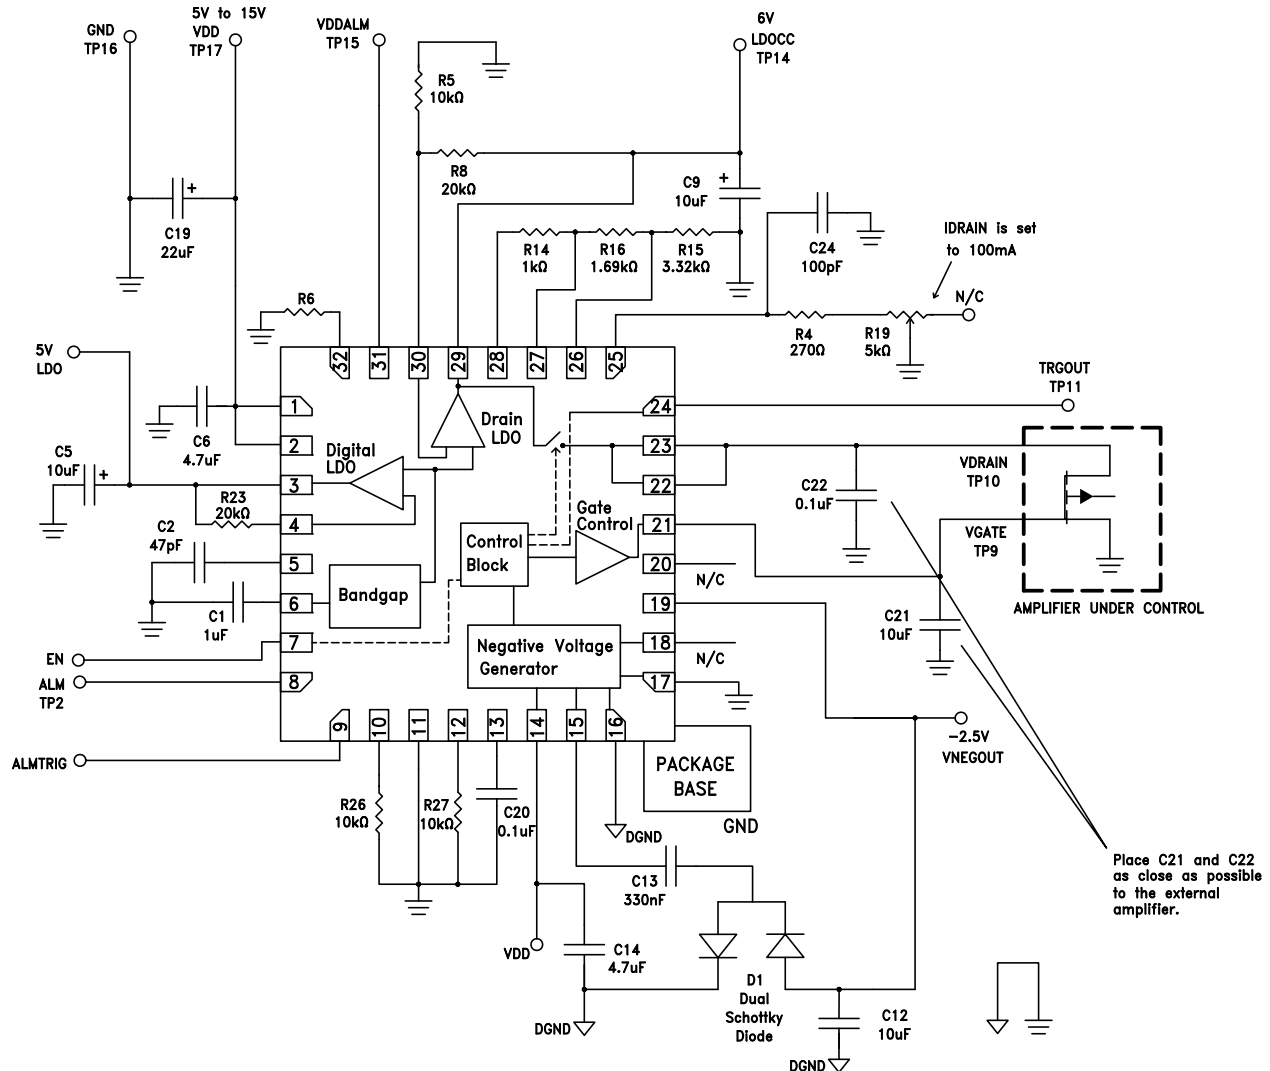 5V to 15V
GND
TP16
VDD
TP17
VDDALM
TP15
6V
LDOCC
TP14
R5
10kΩ
R8
20kΩ
C9
10uF
+
C19
22uF
+
R14
1kΩ
R16
1.69kΩ
R15
3.32kΩ
C24
100pF
IDRAIN is set
to 100mA
N/C
R6
R4
270Ω
R19
5kΩ
5V
LDO
32
31
30
29
28
27
26
25
TRGOUT
TP11
1
2
3
4
5
6
7
8
24
23
22
21
20
19
18
17
C6
4.7uF
C5
10uF
+
Digital
LDO
Drain
LDO
R23
20kΩ
C2
47pF
C1
1uF
Bandgap
Control
Block
Gate
Control
Negative Voltage
Generator
N/C
N/C
C22
0.1uF
VDRAIN
TP10
VGATE
TP9
AMPLIFIER UNDER CONTROL
C21
10uF
EN
ALM
TP2
ALMTRIG
9
10
11
12
13
14
15
16
-2.5V
VNEGOUT
PACKAGE
BASE
GND
R26
10kΩ
R27
10kΩ
C20
0.1uF
DGND
C13
330nF
Place C21 and C22
as close as possible
to the external
amplifier.
VDD
C14
4.7uF
DGND
D1
Dual
Schottky
Diode
C12
10uF
DGND